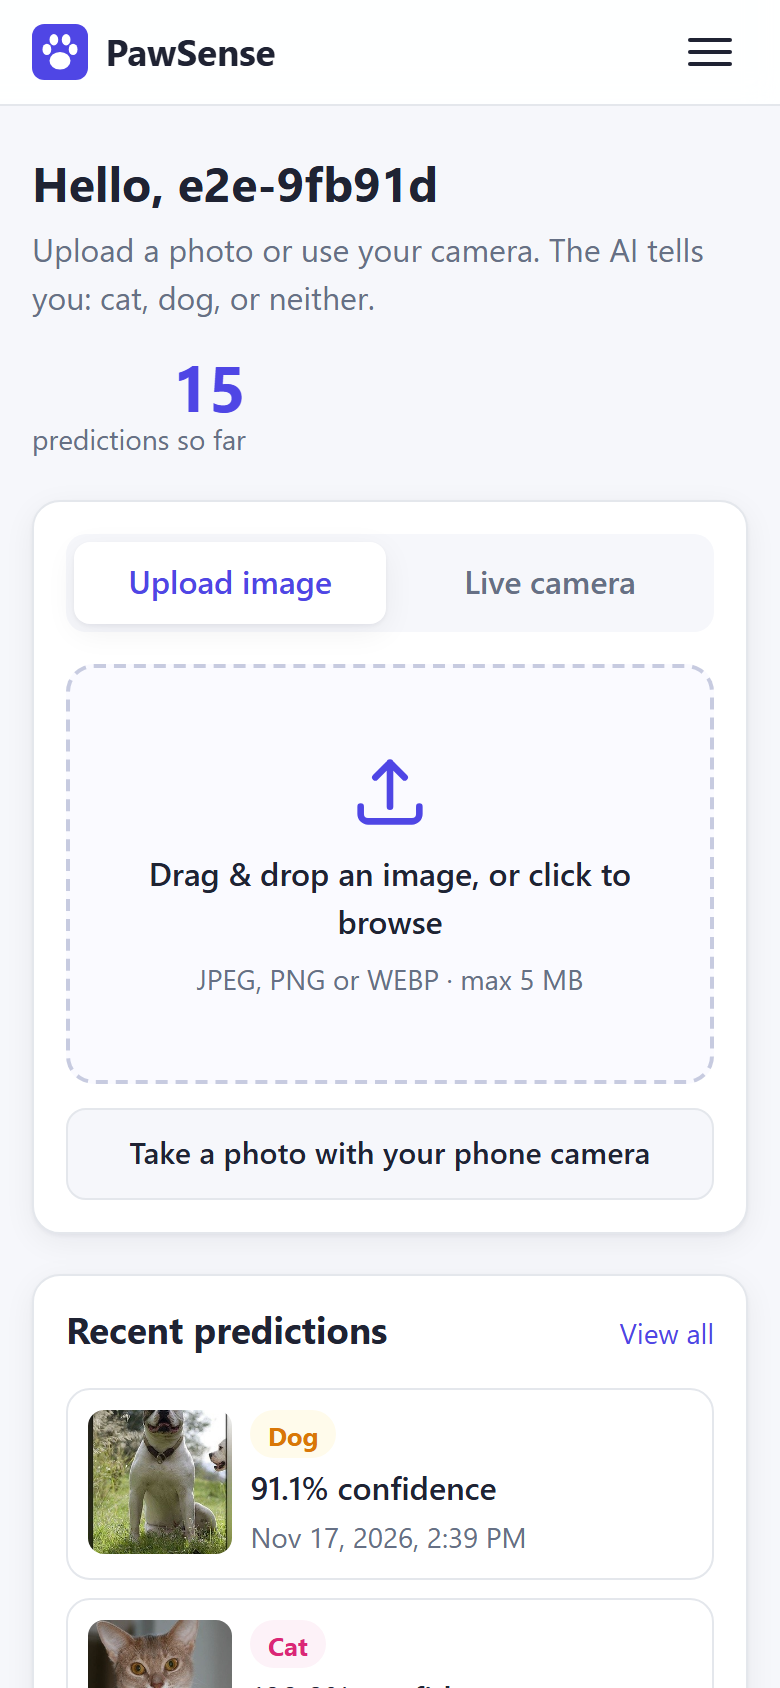 PawSense
Hello, e2e-9fb91d
Upload a photo or use your camera. The AI tells
you: cat, dog, or neither.
15
predictions so far
Upload image
Live camera
Drag & drop an image, or click to
browse
JPEG, PNG or WEBP · max 5 MB
Take a photo with your phone camera
Recent predictions
View all
Dog
91.1% confidence
Nov 17, 2026, 2:39 PM
Cat